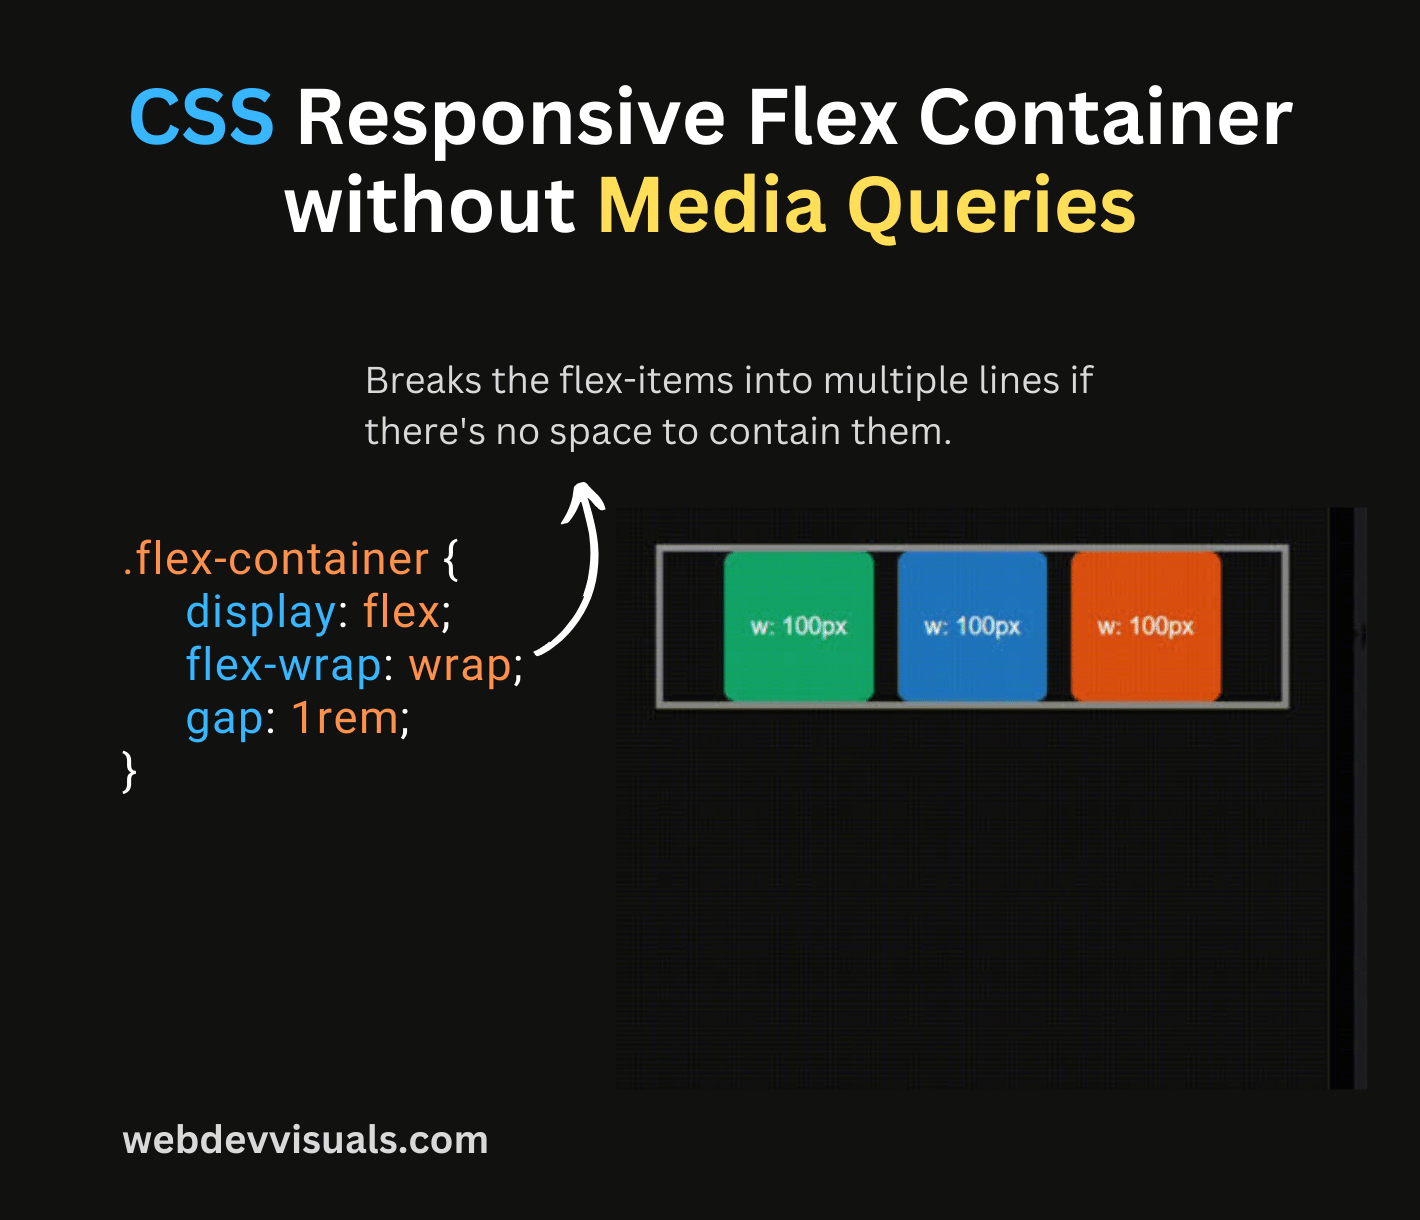 CSS Responsive Flex Container
without Media Queries
Breaks the flex-items into multiple lines if
there's no space to contain them.
.flex-container {
display: flex;
flex-wrap: wrap;
gap: 1rem;
}
w: 100px w: 100px w: 100px
webdevvisuals.com